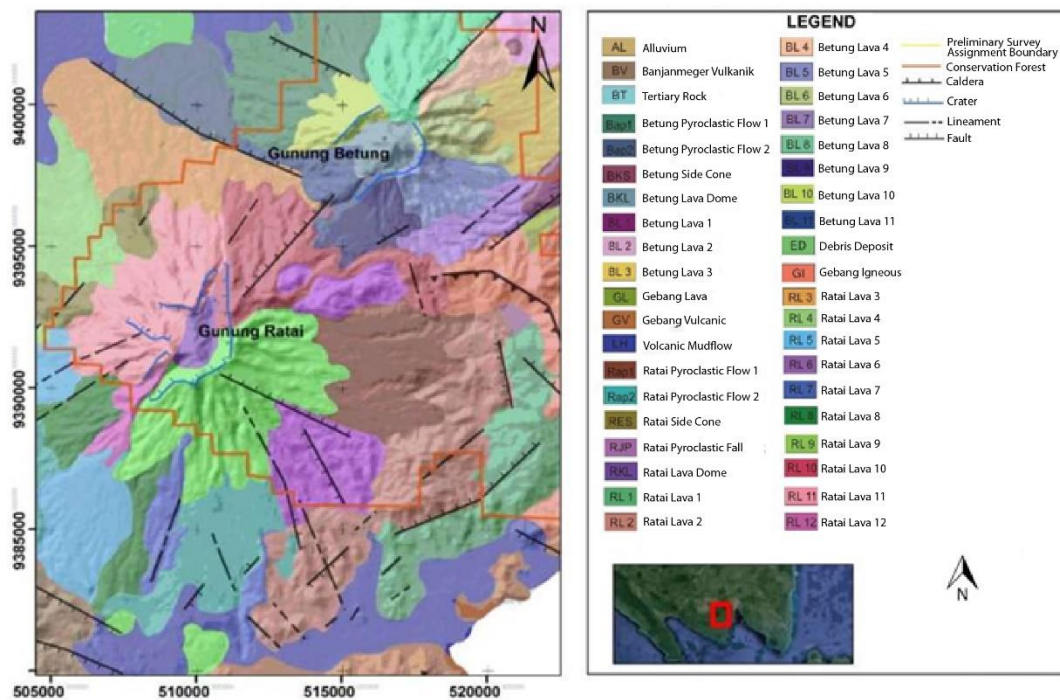 N
9400000
9395000
9390000
9385000
505000
510000
515000
520000
Gunung Betung
Gunung Ratai
LEGEND
AL Alluvium
BV Banjanmeger Vulkanik
BT Tertiary Rock
Bap1 Betung Pyroclastic Flow 1
Bap2 Betung Pyroclastic Flow 2
BKS Betung Side Cone
BKL Betung Lava Dome
BL 1 Betung Lava 1
BL 2 Betung Lava 2
BL 3 Betung Lava 3
GL Gebang Lava
GV Gebang Vulcanic
LH Volcanic Mudflow
Rap1 Ratai Pyroclastic Flow 1
Rap2 Ratai Pyroclastic Flow 2
RES Ratai Side Cone
RJP Ratai Pyroclastic Fall
RKL Ratai Lava Dome
RL 1 Ratai Lava 1
RL 2 Ratai Lava 2
BL 4 Betung Lava 4
BL 5 Betung Lava 5
BL 6 Betung Lava 6
BL 7 Betung Lava 7
BL 8 Betung Lava 8
Betung Lava 9
BL 10 Betung Lava 10
BL 11 Betung Lava 11
ED Debris Deposit
GI Gebang Igneous
RL 3 Ratai Lava 3
RL 4 Ratai Lava 4
RL 5 Ratai Lava 5
RL 6 Ratai Lava 6
RL 7 Ratai Lava 7
RL 8 Ratai Lava 8
RL 9 Ratai Lava 9
RL 10 Ratai Lava 10
RL 11 Ratai Lava 11
RL 12 Ratai Lava 12
Preliminary Survey
Assignment Boundary
Conservation Forest
Caldera
Crater
Lineament
Fault
N